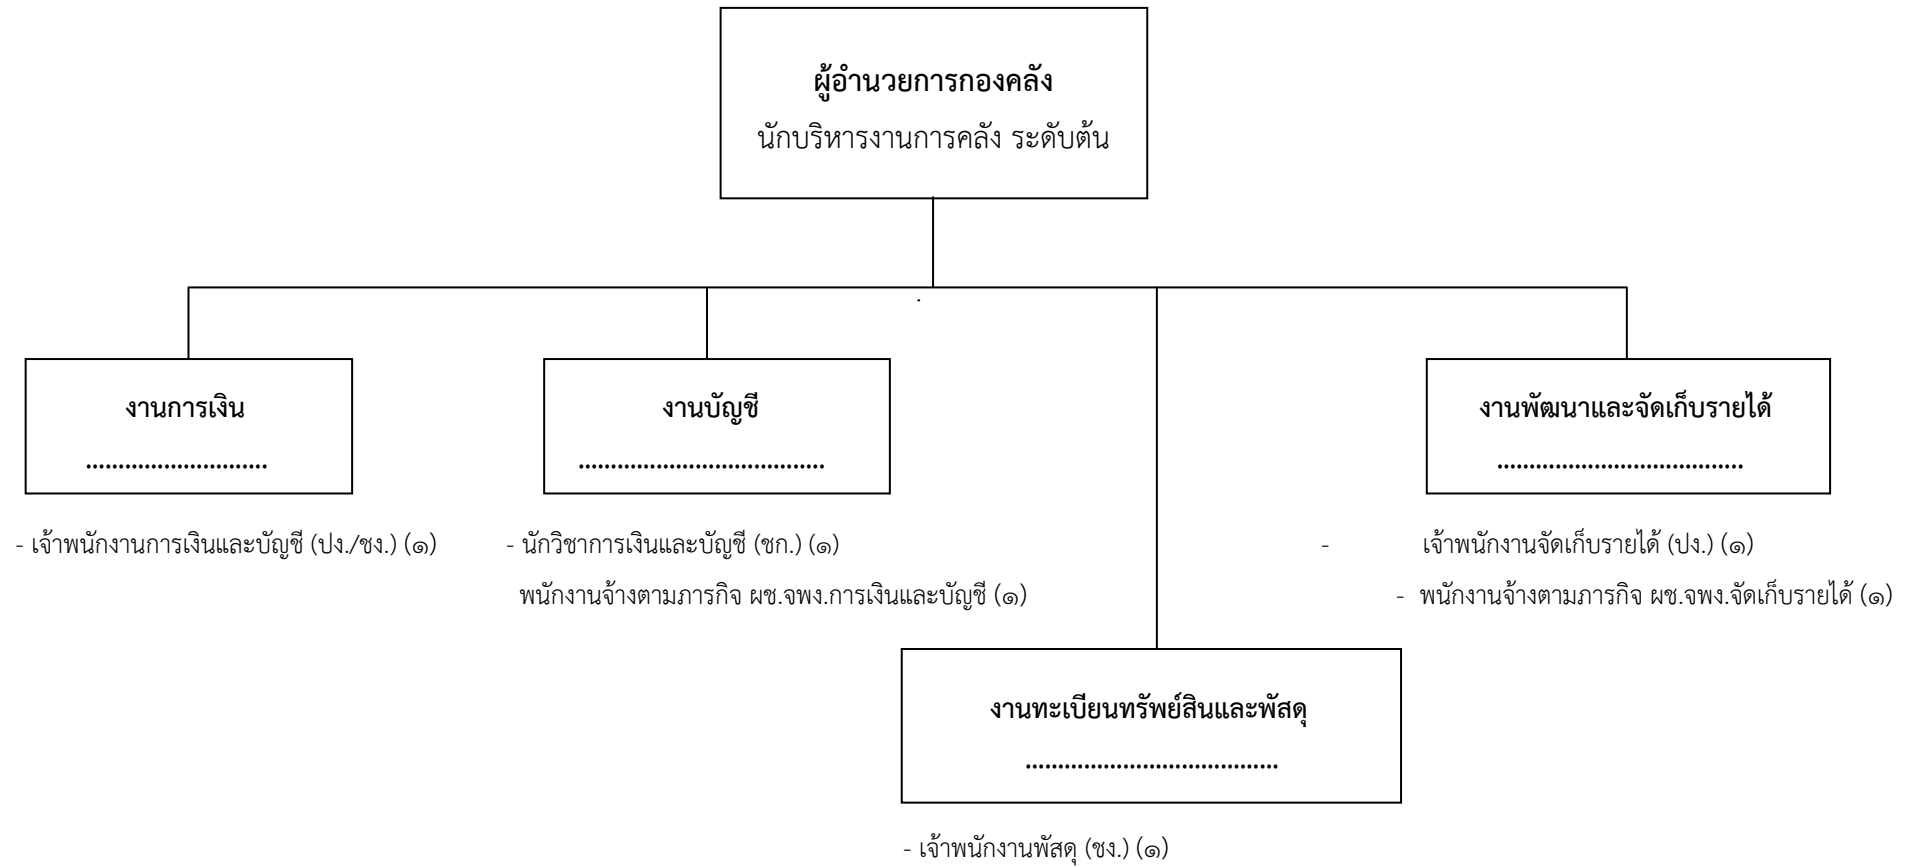 ผู้อำนวยการกองคลัง
นักบริหารงานการคลัง ระดับต้น
งานการเงิน
............................
งานบัญชี
......................................
งานพัฒนาและจัดเก็บรายได้
......................................
- เจ้าพนักงานการเงินและบัญชี (ปง./ชง.) (๑)
- นักวิชาการเงินและบัญชี (ชก.) (๑)
พนักงานจ้างตามภารกิจ ผช.จพง.การเงินและบัญชี (๑)
- เจ้าพนักงานจัดเก็บรายได้ (ปง.) (๑)
- พนักงานจ้างตามภารกิจ ผช.จพง.จัดเก็บรายได้ (๑)
งานทะเบียนทรัพย์สินและพัสดุ
.......................................
- เจ้าพนักงานพัสดุ (ชง.) (๑)